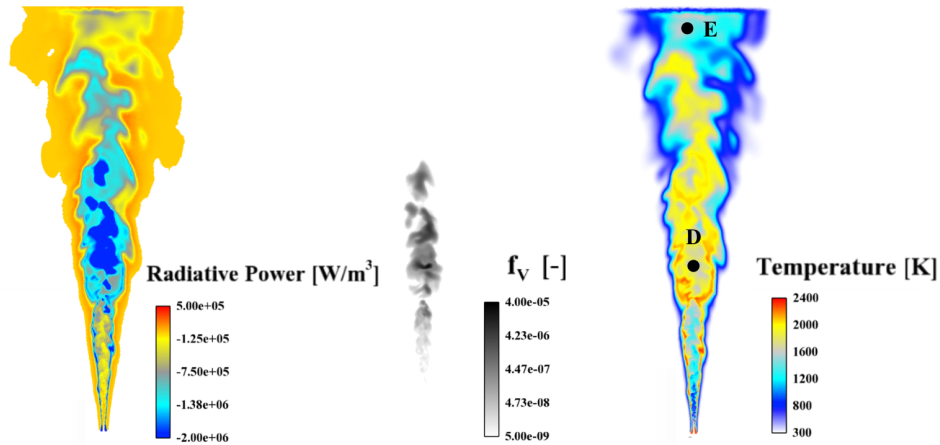 E
D
Radiative Power [W/m³]
5.00e+05
-1.25e+05
-7.50e+05
-1.38e+06
-2.00e+06
f_V [-]
4.00e-05
4.23e-06
4.47e-07
4.73e-08
5.00e-09
Temperature [K]
2400
2000
1600
1200
800
300